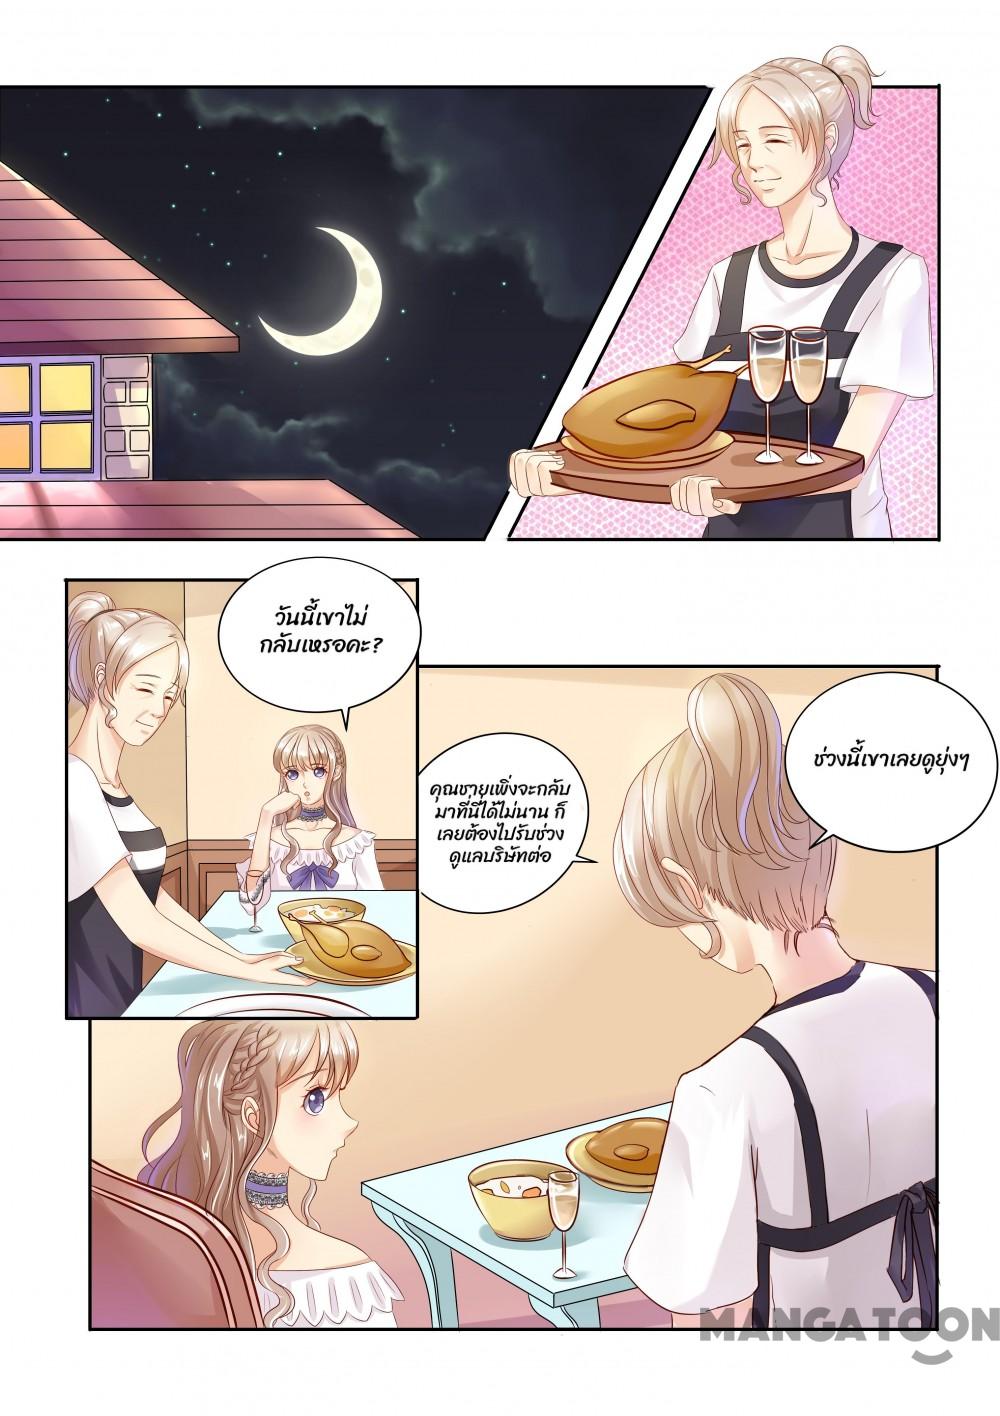 วันนี้เขาไม่
กลับเหรอคะ?
คุณชายเพิ่งจะกลับ
มาที่นี่ได้ไม่นาน ก็
เลยต้องไปรับช่วง
ดูแลบริษัทต่อ
ช่วงนี้เขาเลยดูยุ่งๆ
MANGATOON